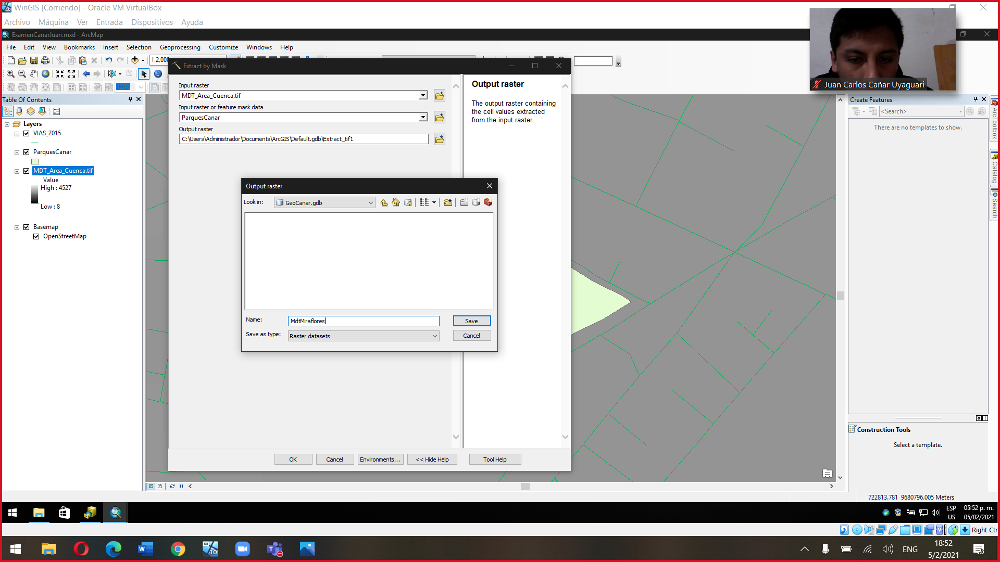 WinGIS [Corriendo] - Oracle VM VirtualBox
Archivo Máquina Ver Entrada Dispositivos Ayuda
ExamenCanarJuan.mxd - ArcMap
File Edit View Bookmarks Insert Selection Geoprocessing Customize Windows Help
1:2,000
100%
Juan Carlos Cañar Uyaguari
Table Of Contents
Layers
VIAS_2015
ParquesCanar
MDT_Area_Cuenca.tif
Value
High : 4527
Low : 8
Basemap
OpenStreetMap
Extract by Mask
Input raster
MDT_Area_Cuenca.tif
Input raster or feature mask data
ParquesCanar
Output raster
C:\Users\Administrador\Documents\ArcGIS\Default.gdb\Extract_tif1
Output raster
The output raster containing
the cell values extracted
from the input raster.
Output raster
Look in:
GeoCanar.gdb
Name:
MdtMiraflores
Save
Save as type:
Raster datasets
Cancel
OK Cancel Environments... << Hide Help Tool Help
Create Features
<Search>
There are no templates to show.
Construction Tools
Select a template.
ArcToolbox
Catalog
Search
722813.781 9680796.005 Meters
ESP
US
05:52 p. m.
05/02/2021
Right Ctr
ENG
18:52
5/2/2021